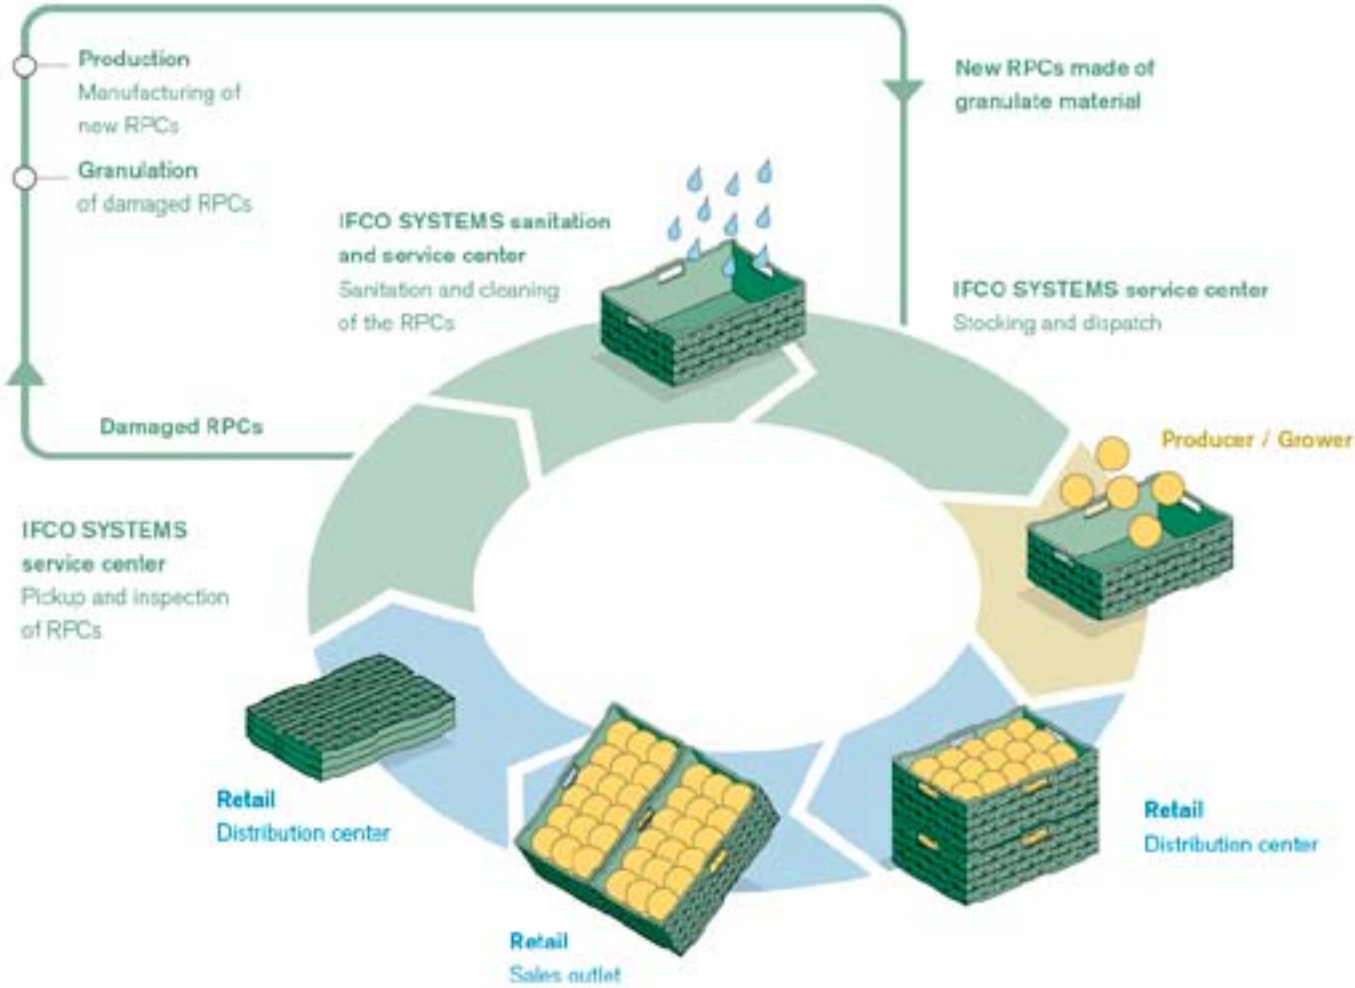 Production
Manufacturing of
new RPCs
Granulation
of damaged RPCs
New RPCs made of
granulate material
IFCO SYSTEMS sanitation
and service center
Sanitation and cleaning
of the RPCs
IFCO SYSTEMS service center
Stocking and dispatch
Damaged RPCs
Producer / Grower
IFCO SYSTEMS
service center
Pickup and inspection
of RPCs
Retail
Distribution center
Retail
Distribution center
Retail
Sales outlet